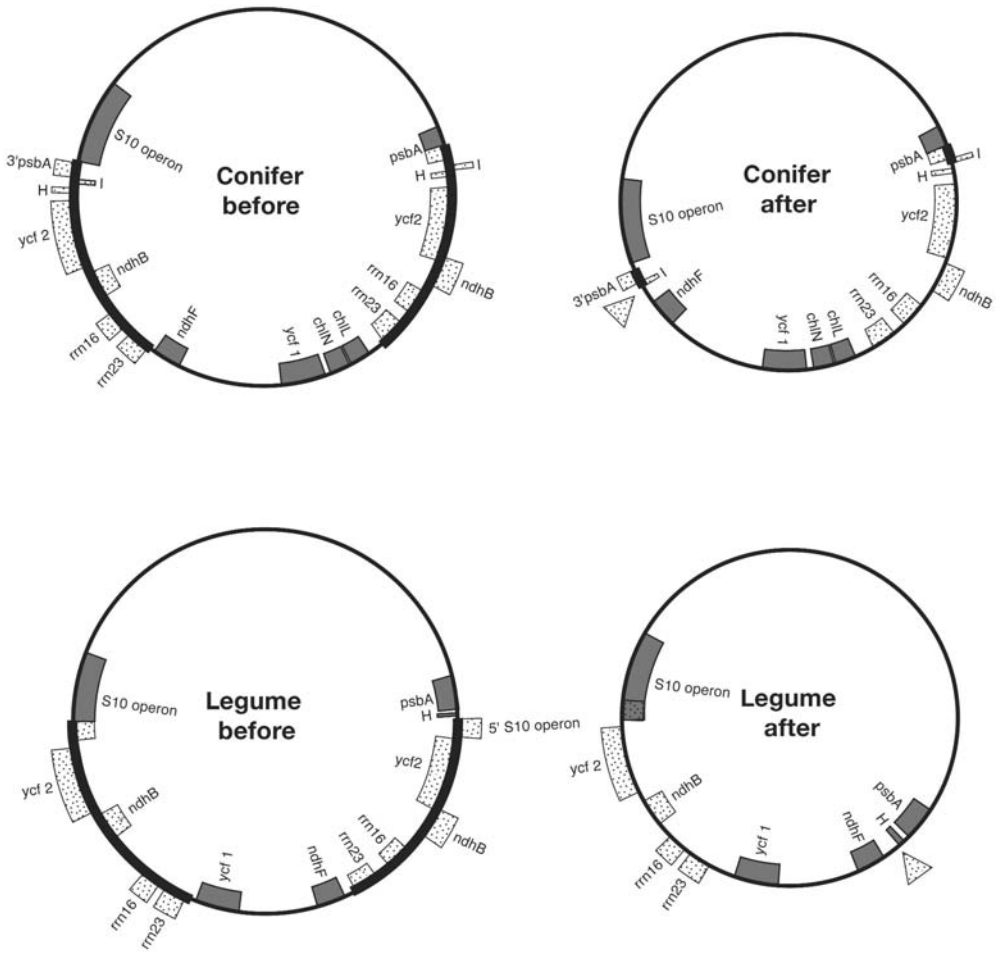 S10 operon
3'psbA
H
I
ycf 2
ndhB
rrn16
rrn23
ndhF
ycf 1
chlN
chlL
rrn23
rrn16
ndhB
ycf2
H
I
psbA
Conifer
before
S10 operon
3'psbA
I
ndhF
ycf 1
chlN
chlL
rrn23
rrn16
ndhB
ycf2
H
I
psbA
Conifer
after
S10 operon
ycf 2
ndhB
rrn16
rrn23
ycf 1
ndhF
rrn23
rrn16
ndhB
ycf2
5' S10 operon
H
psbA
Legume
before
S10 operon
ycf 2
ndhB
rrn16
rrn23
ycf 1
ndhF
H
psbA
Legume
after